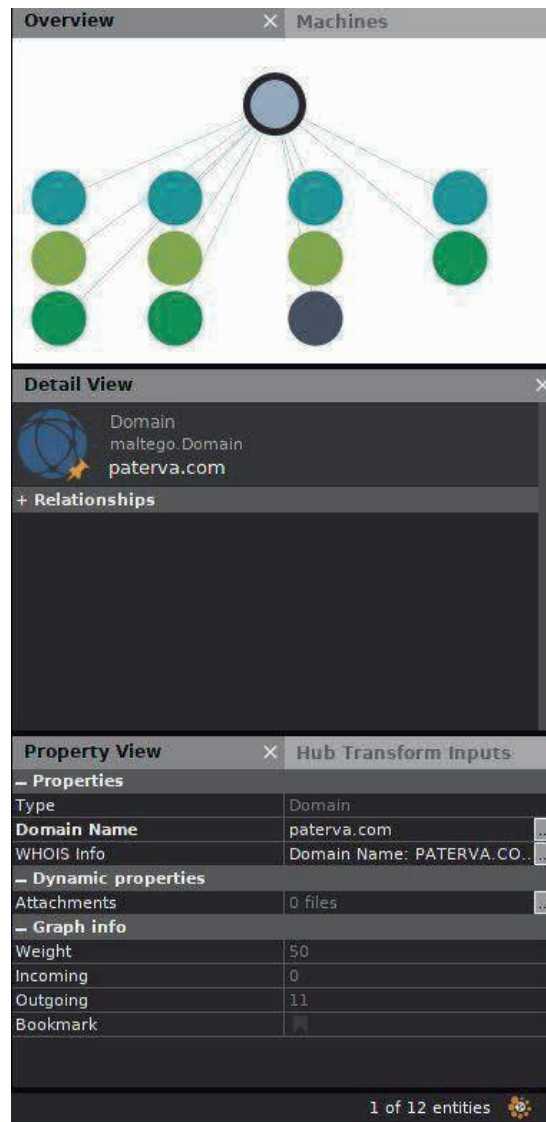 Overview × Machines
Detail View ×
Domain
maltego.Domain
paterva.com
+ Relationships
Property View × Hub Transform Inputs
– Properties
Type Domain
Domain Name paterva.com ...
WHOIS Info Domain Name: PATERVA.CO... ...
– Dynamic properties
Attachments 0 files ...
– Graph info
Weight 50
Incoming 0
Outgoing 11
Bookmark
1 of 12 entities